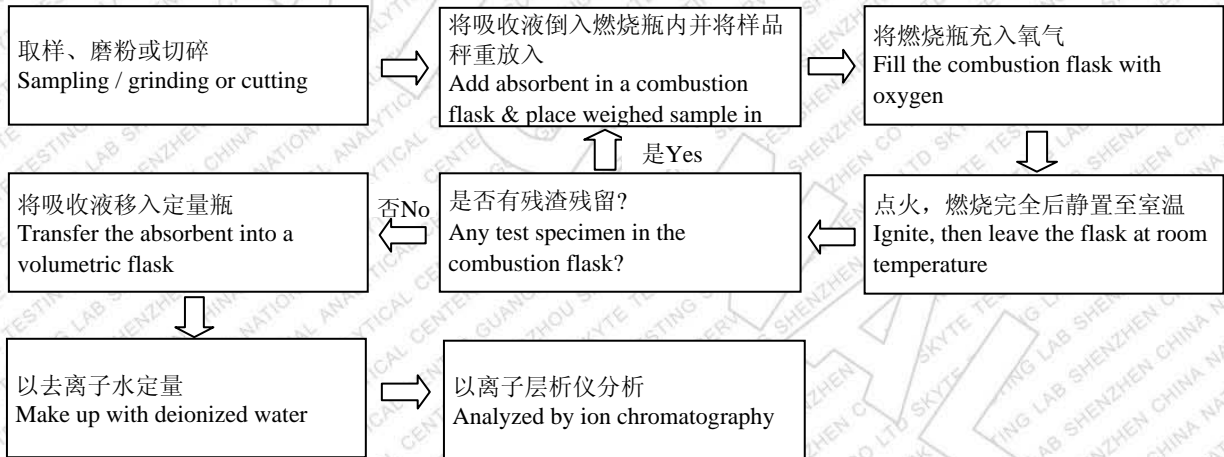 取样、磨粉或切碎
Sampling / grinding or cutting
将吸收液倒入燃烧瓶内并将样品
秤重放入
Add absorbent in a combustion
flask & place weighed sample in
将燃烧瓶充入氧气
Fill the combustion flask with
oxygen
点火，燃烧完全后静置至室温
Ignite, then leave the flask at room
temperature
是Yes
是否有残渣残留?
Any test specimen in the
combustion flask?
否No
将吸收液移入定量瓶
Transfer the absorbent into a
volumetric flask
以去离子水定量
Make up with deionized water
以离子层析仪分析
Analyzed by ion chromatography